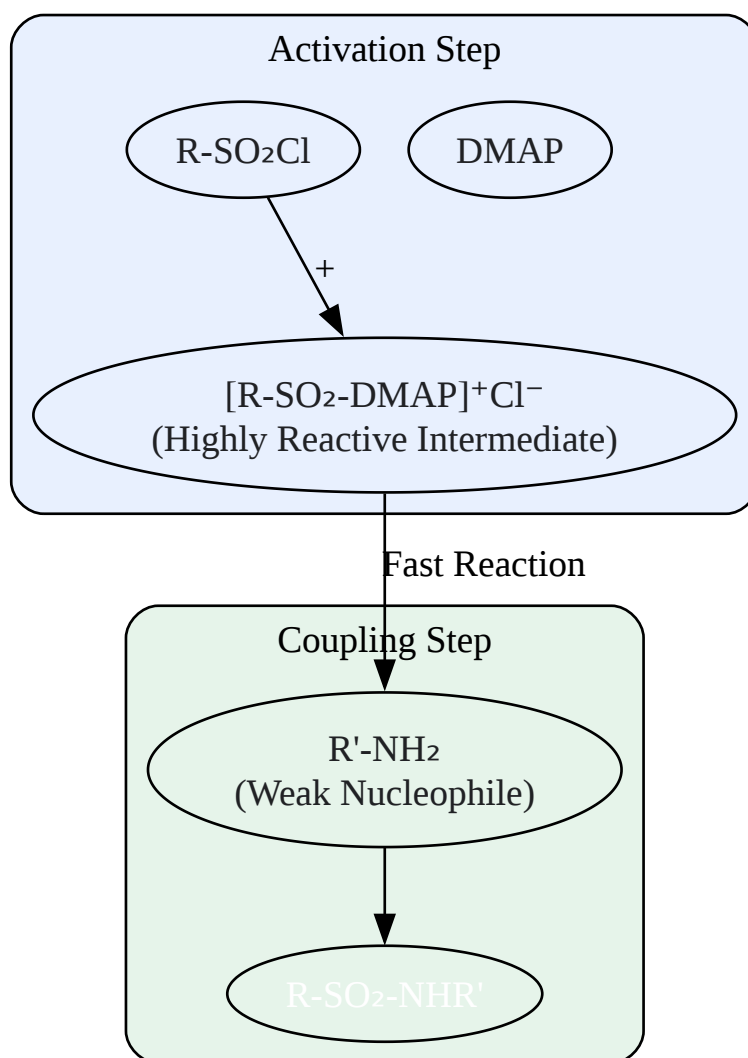 Activation Step
R-SO₂Cl
DMAP
+
[R-SO₂-DMAP]⁺Cl⁻
(Highly Reactive Intermediate)
Fast Reaction
Coupling Step
R'-NH₂
(Weak Nucleophile)
R-SO₂-NHR'